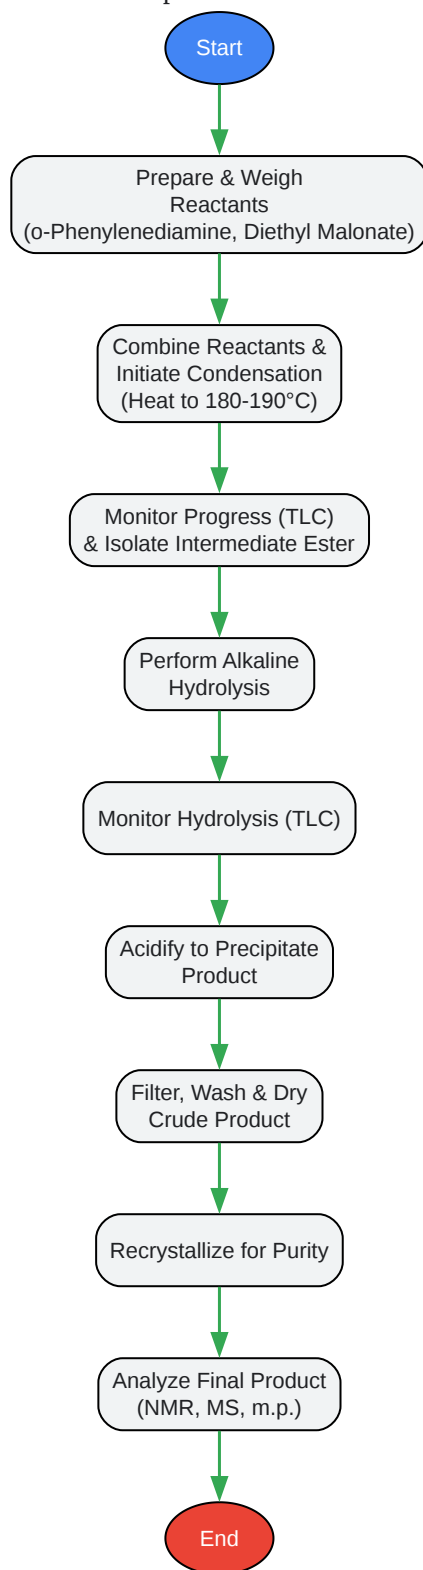 Start
Prepare & Weigh
Reactants
(o-Phenylenediamine, Diethyl Malonate)
Combine Reactants &
Initiate Condensation
(Heat to 180-190°C)
Monitor Progress (TLC)
& Isolate Intermediate Ester
Perform Alkaline
Hydrolysis
Monitor Hydrolysis (TLC)
Acidify to Precipitate
Product
Filter, Wash & Dry
Crude Product
Recrystallize for Purity
Analyze Final Product
(NMR, MS, m.p.)
End